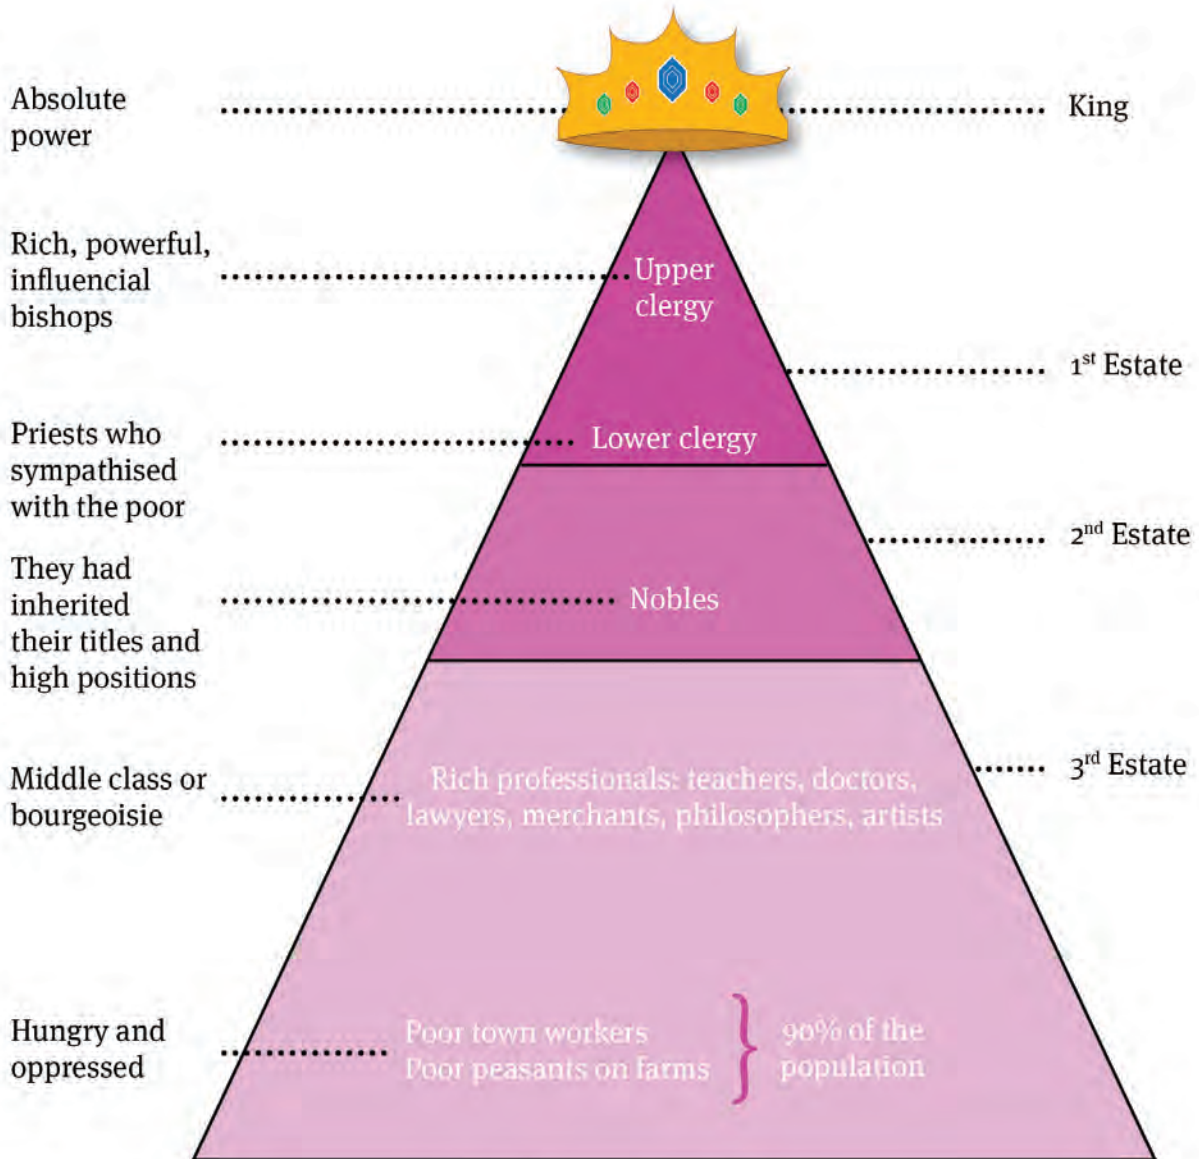 Absolute
power
King
Rich, powerful,
influencial
bishops
Upper
clergy
1st Estate
Priests who
sympathised
with the poor
Lower clergy
2nd Estate
They had
inherited
their titles and
high positions
Nobles
Middle class or
bourgeoisie
Rich professionals: teachers, doctors,
lawyers, merchants, philosophers, artists
3rd Estate
Hungry and
oppressed
Poor town workers
Poor peasants on farms
90% of the
population